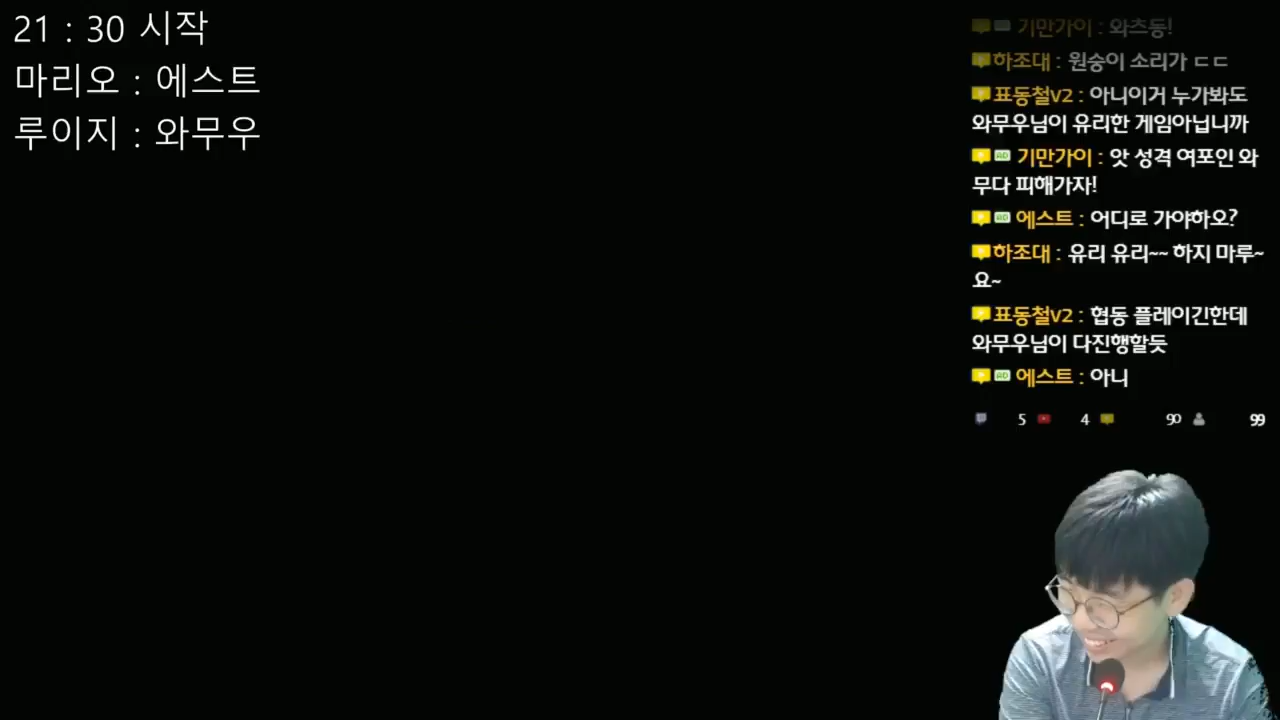 21 : 30 시작
마리오 : 에스트
루이지 : 와무우
기만가이 : 와츠동!
하조대 : 원숭이 소리가 ㄷㄷ
표동철V2 : 아니이거 누가봐도
와무우님이 유리한 게임아닙니까
AD 기만가이 : 앗 성격 여포인 와
무다 피해가자!
AD 에스트 : 어디로 가야하오?
하조대 : 유리 유리~~ 하지 마루~
요~
표동철V2 : 협동 플레이긴한데
와무우님이 다진행할듯
AD 에스트 : 아니
5 4 90 99